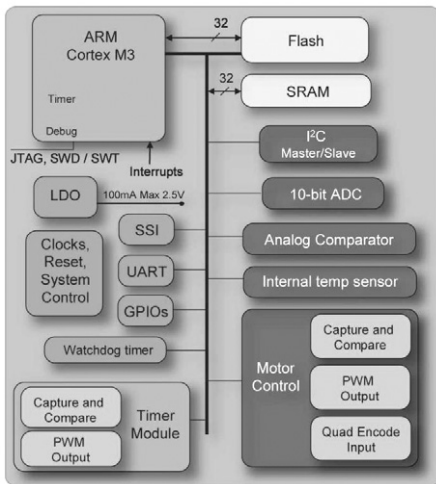 ARM
Cortex M3
Timer
Debug
JTAG, SWD / SWT
Interrupts
32
Flash
32
SRAM
I²C
Master/Slave
LDO
100mA Max 2.5V
10-bit ADC
Clocks,
Reset,
System
Control
SSI
UART
GPIOs
Analog Comparator
Internal temp sensor
Watchdog timer
Capture and
Compare
PWM
Output
Timer
Module
Motor
Control
Capture and
Compare
PWM
Output
Quad Encode
Input